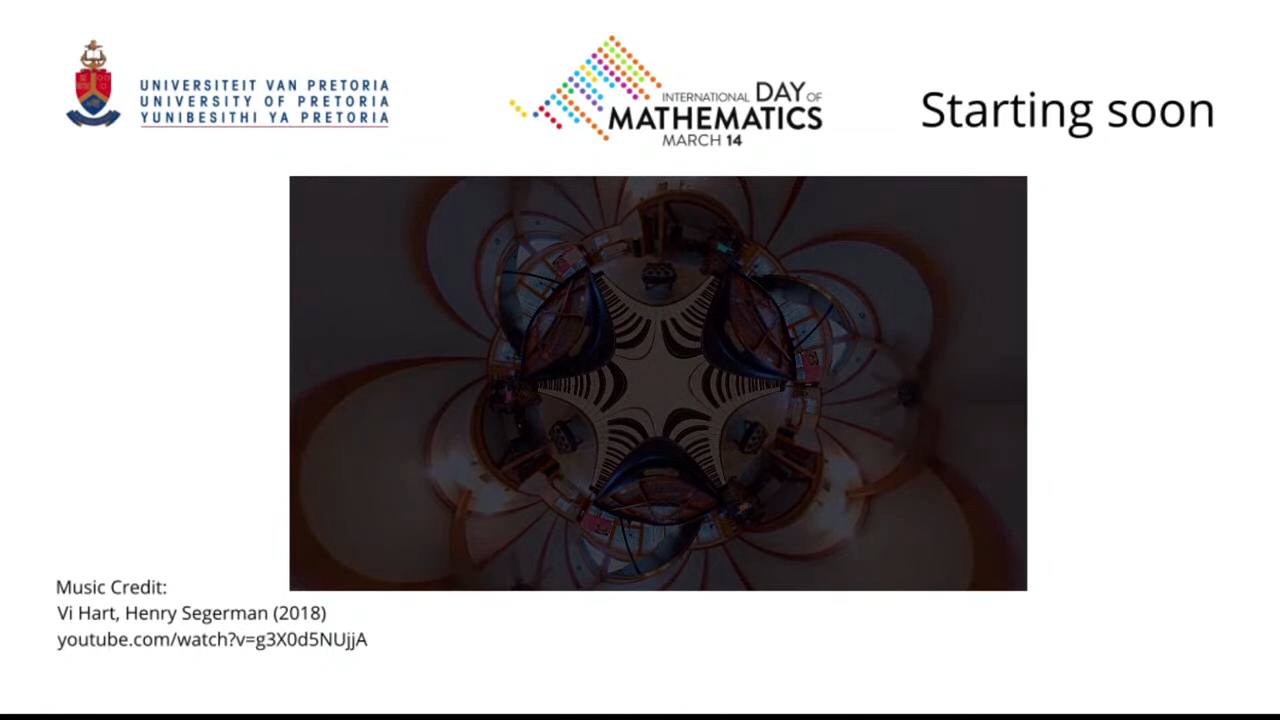 UNIVERSITEIT VAN PRETORIA
UNIVERSITY OF PRETORIA
YUNIBESITHI YA PRETORIA
INTERNATIONAL DAY OF
MATHEMATICS
MARCH 14
Starting soon
Music Credit:
Vi Hart, Henry Segerman (2018)
youtube.com/watch?v=g3X0d5NUjjA